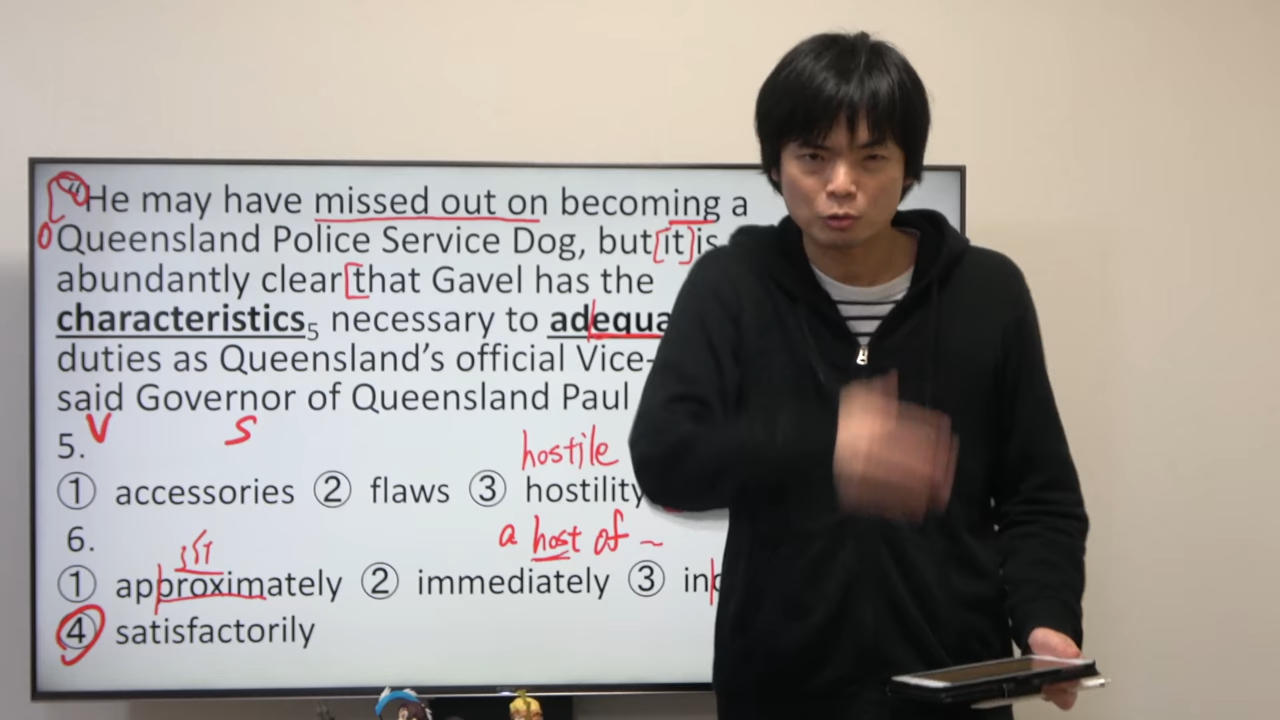 “He may have missed out on becoming a
Queensland Police Service Dog, but it is
abundantly clear that Gavel has the
characteristics5 necessary to adequa
duties as Queensland’s official Vice-
said Governor of Queensland Paul
V S
5.
hostile
① accessories ② flaws ③ hostility
6.
a host of ~
① approximately ② immediately ③ in
④ satisfactorily